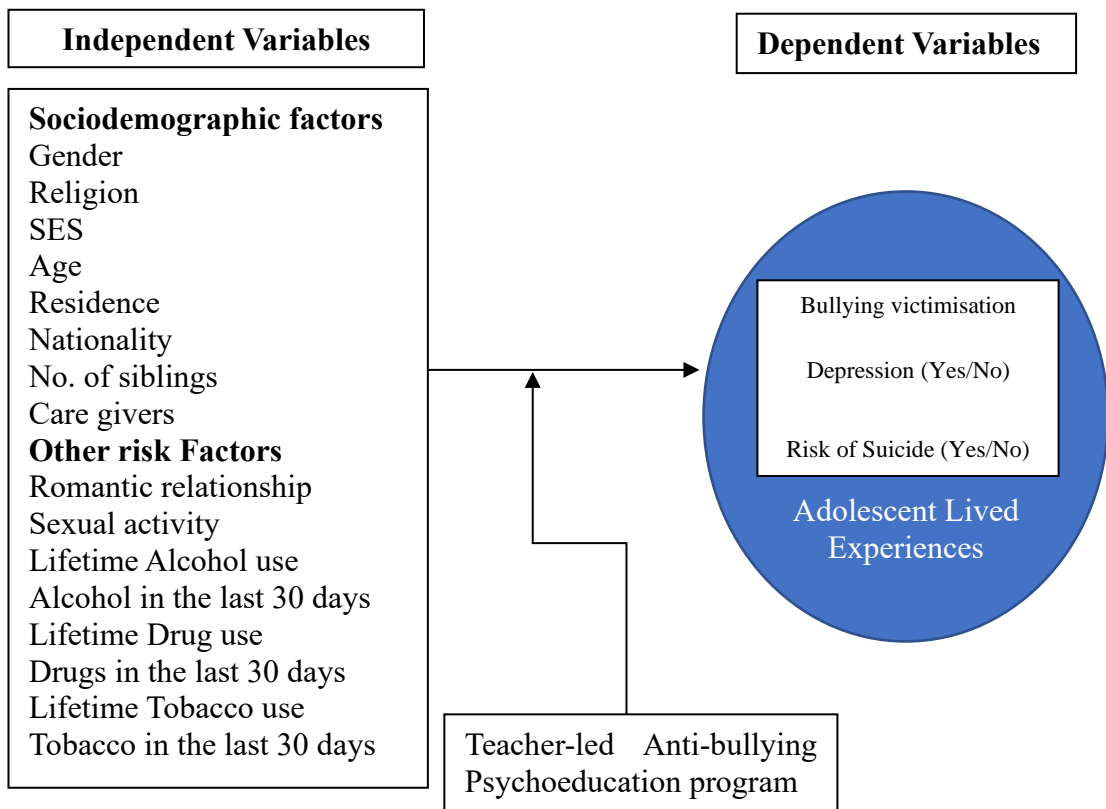 Independent Variables
Sociodemographic factors
Gender
Religion
SES
Age
Residence
Nationality
No. of siblings
Care givers
Other risk Factors
Romantic relationship
Sexual activity
Lifetime Alcohol use
Alcohol in the last 30 days
Lifetime Drug use
Drugs in the last 30 days
Lifetime Tobacco use
Tobacco in the last 30 days
Teacher-led Anti-bullying
Psychoeducation program
Dependent Variables
Bullying victimisation
Depression (Yes/No)
Risk of Suicide (Yes/No)
Adolescent Lived
Experiences